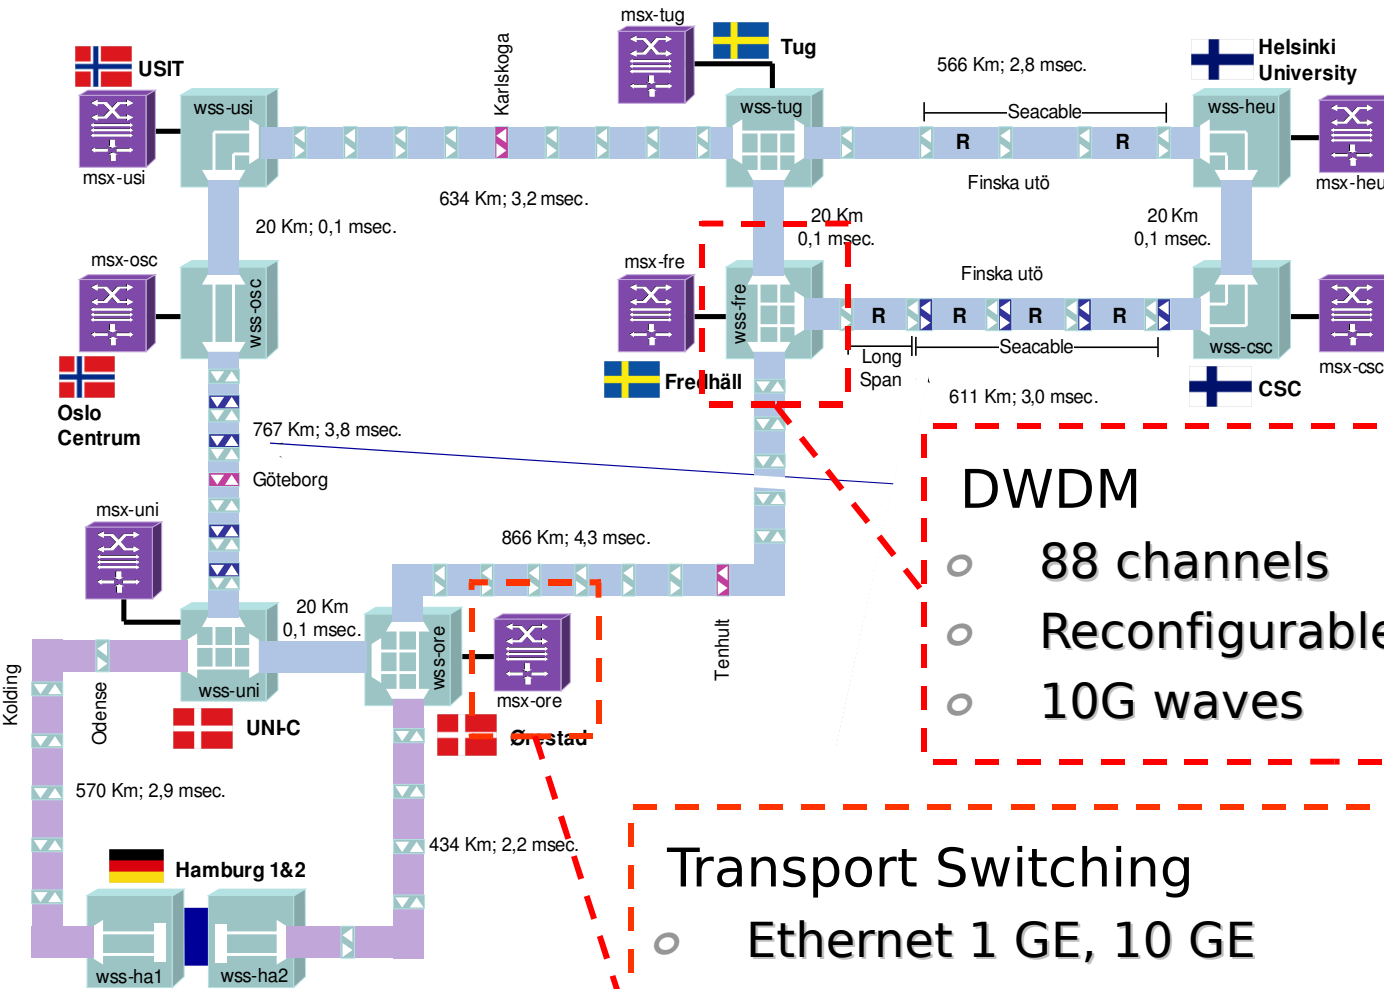 msx-tug
Tug
Karlskoga
USIT
wss-usi
msx-usi
wss-tug
566 Km; 2,8 msec.
Seacable
R
R
Finska utö
Helsinki
University
wss-heu
msx-heu
634 Km; 3,2 msec.
20 Km; 0,1 msec.
20 Km
0,1 msec.
20 Km
0,1 msec.
msx-osc
wss-osc
Oslo
Centrum
msx-fre
wss-fre
Fredhäll
Finska utö
R
R
R
R
Long
Span
Seacable
611 Km; 3,0 msec.
wss-csc
msx-csc
CSC
767 Km; 3,8 msec.
Göteborg
msx-uni
866 Km; 4,3 msec.
20 Km
0,1 msec.
wss-uni
UNI-C
wss-ore
msx-ore
Ørestad
Tenhult
Kolding
Odense
570 Km; 2,9 msec.
434 Km; 2,2 msec.
Hamburg 1&2
wss-ha1
wss-ha2
DWDM
88 channels
Reconfigurable
10G waves
Transport Switching
Ethernet 1 GE, 10 GE